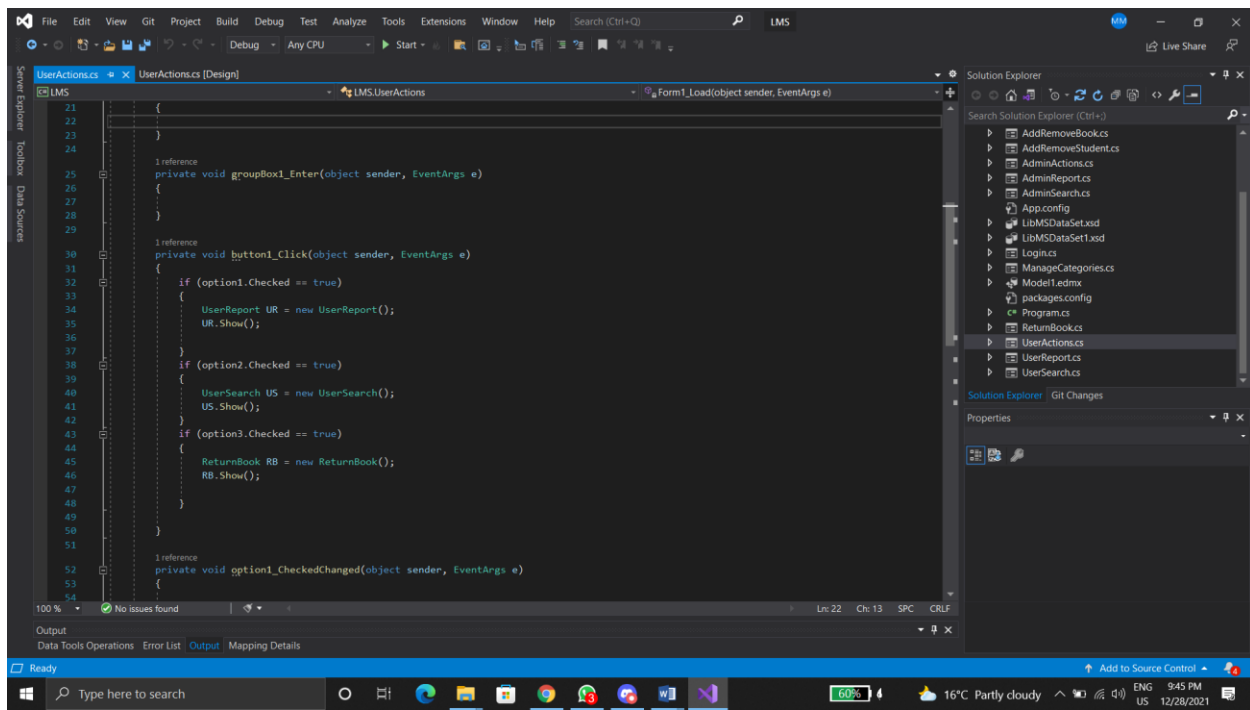 File Edit View Git Project Build Debug Test Analyze Tools Extensions Window Help Search (Ctrl+Q) LMS MM
Debug Any CPU Start Live Share
Server Explorer
Toolbox
Data Sources
UserActions.cs UserActions.cs [Design]
C# LMS LMS.UserActions Form1_Load(object sender, EventArgs e)
21 {
22
23 }
24
1 reference
25 private void groupBox1_Enter(object sender, EventArgs e)
26 {
27
28 }
29
1 reference
30 private void button1_Click(object sender, EventArgs e)
31 {
32 if (option1.Checked == true)
33 {
34 UserReport UR = new UserReport();
35 UR.Show();
36
37 }
38 if (option2.Checked == true)
39 {
40 UserSearch US = new UserSearch();
41 US.Show();
42 }
43 if (option3.Checked == true)
44 {
45 ReturnBook RB = new ReturnBook();
46 RB.Show();
47
48 }
49
50 }
51
1 reference
52 private void option1_CheckedChanged(object sender, EventArgs e)
53 {
54
100 % No issues found Ln: 22 Ch: 13 SPC CRLF
Output
Data Tools Operations Error List Output Mapping Details
Solution Explorer
Search Solution Explorer (Ctrl+;)
AddRemoveBook.cs
AddRemoveStudent.cs
AdminActions.cs
AdminReport.cs
AdminSearch.cs
App.config
LibMSDataSet.xsd
LibMSDataSet1.xsd
Login.cs
ManageCategories.cs
Model1.edmx
packages.config
C# Program.cs
ReturnBook.cs
UserActions.cs
UserReport.cs
UserSearch.cs
Solution Explorer Git Changes
Properties
Ready Add to Source Control 4
Type here to search 3 W 60% 16°C Partly cloudy ENG 9:45 PM
US 12/28/2021